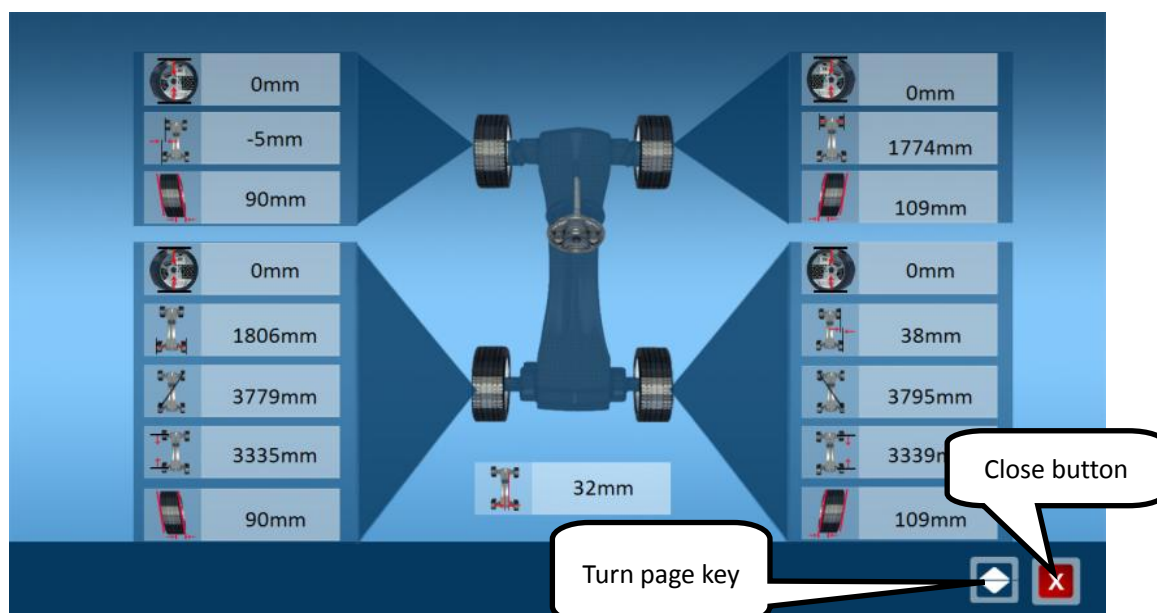 0mm
-5mm
90mm
0mm
1774mm
109mm
0mm
1806mm
3779mm
3335mm
90mm
0mm
38mm
3795mm
3339m
109mm
32mm
Close button
Turn page key
X